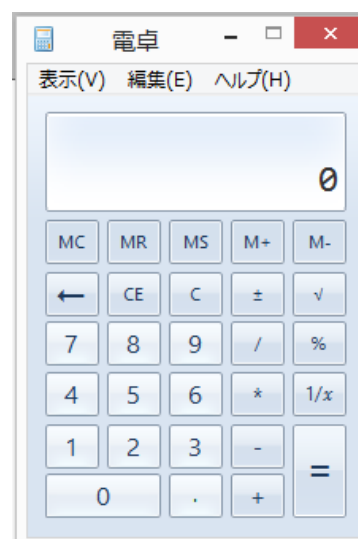 電卓
表示(V) 編集(E) ヘルプ(H)
0
MC MR MS M+ M-
← CE C ± √
7 8 9 / %
4 5 6 * 1/x
1 2 3 - =
0 . +